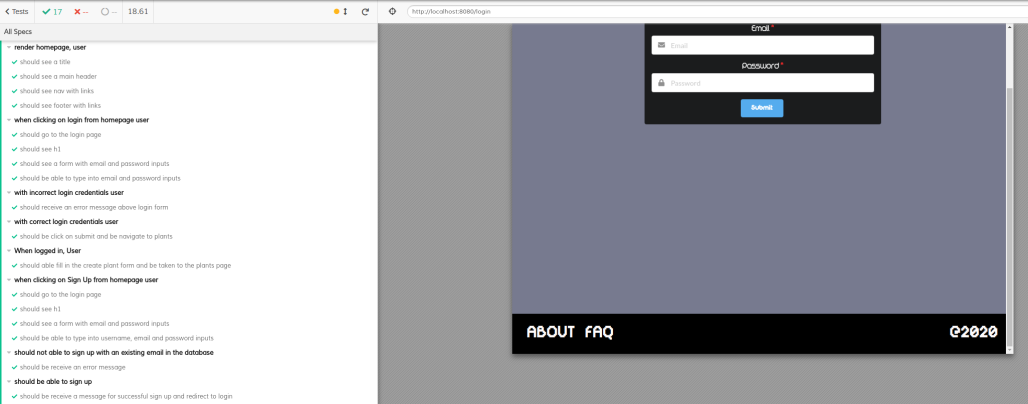 Tests
17
--
--
18.61
http://localhost:8080/login
All Specs
render homepage, user
should see a title
should see a main header
should see nav with links
should see footer with links
when clicking on login from homepage user
should go to the login page
should see h1
should see a form with email and password inputs
should be able to type into email and password inputs
with incorrect login credentials user
should receive an error message above login form
with correct login credentials user
should be click on submit and be navigate to plants
When logged in, User
should able fill in the create plant form and be taken to the plants page
when clicking on Sign Up from homepage user
should go to the login page
should see h1
should see a form with email and password inputs
should be able to type into username, email and password inputs
should not able to sign up with an existing email in the database
should be receive an error message
should be able to sign up
should be receive a message for successful sign up and redirect to login
Email *
Email
Password *
Password
Submit
ABOUT FAQ
©2020